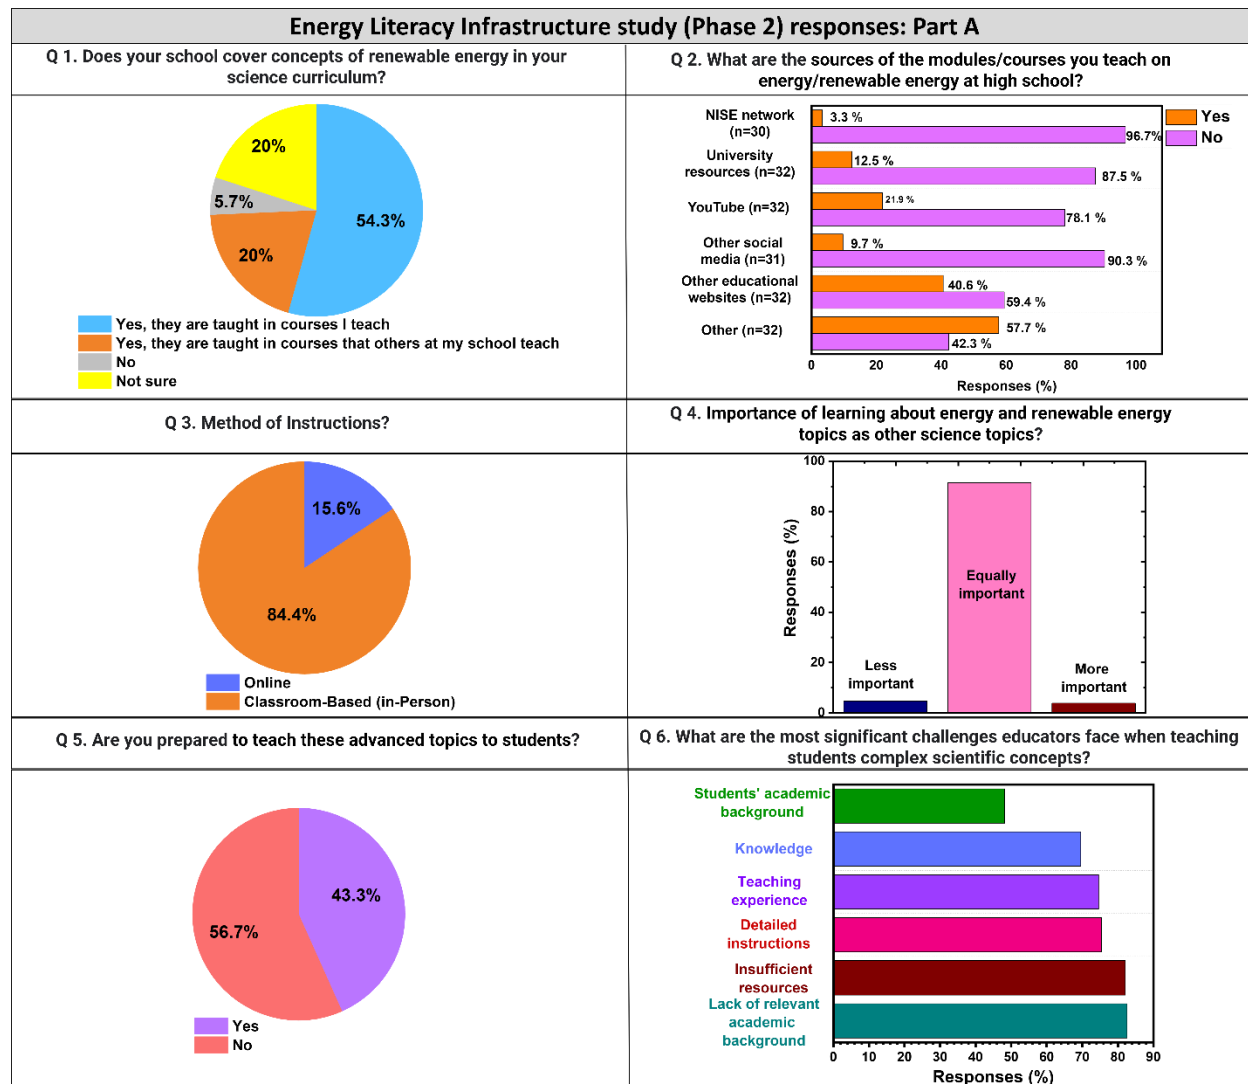 Energy Literacy Infrastructure study (Phase 2) responses: Part A
Q 1. Does your school cover concepts of renewable energy in your
science curriculum?
20%
5.7%
54.3%
20%
Yes, they are taught in courses I teach
Yes, they are taught in courses that others at my school teach
No
Not sure
Q 2. What are the sources of the modules/courses you teach on
energy/renewable energy at high school?
Yes
No
NISE network
(n=30)
3.3 %
96.7%
University
resources (n=32)
12.5 %
87.5 %
YouTube (n=32)
21.9 %
78.1 %
Other social
media (n=31)
9.7 %
90.3 %
Other educational
websites (n=32)
40.6 %
59.4 %
Other (n=32)
57.7 %
42.3 %
0 20 40 60 80 100
Responses (%)
Q 3. Method of Instructions?
15.6%
84.4%
Online
Classroom-Based (in-Person)
Q 4. Importance of learning about energy and renewable energy
topics as other science topics?
100
80
60
40
20
0
Responses (%)
Less
important
Equally
important
More
important
Q 5. Are you prepared to teach these advanced topics to students?
43.3%
56.7%
Yes
No
Q 6. What are the most significant challenges educators face when teaching
students complex scientific concepts?
Students' academic
background
Knowledge
Teaching
experience
Detailed
instructions
Insufficient
resources
Lack of relevant
academic
background
0 10 20 30 40 50 60 70 80 90
Responses (%)